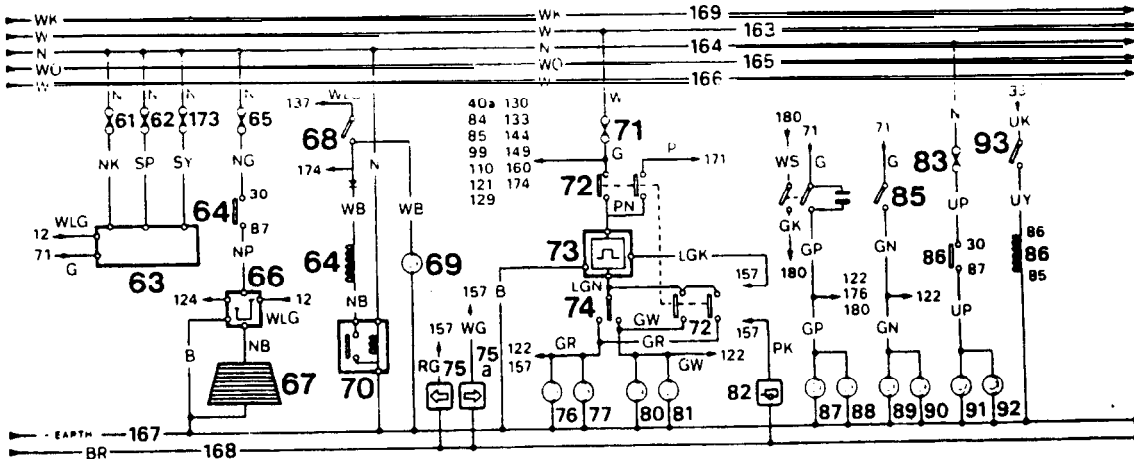 WK WK 169
W W 163
N N 164
WO WO 165
W 166
N N N N W
61 62 173 65
NK SP SY NG
137 68
174
N
WB WB
64 30
B7
NP
WLG
12
71
G
63
66
124 12
WLG
B NB
67
64
69
NB
70
40a 130
84 133
85 144
99 149
110 160
121 174
129
71
G
P
171
72
PN
73
LGK
157
B
LGN
74
72
157
GW
GR GR
122
157
GW
122
76 77 80 81
157 157
WG
RG 75 75
a
PK
82
180 71
WS G
GK
180
GP
122
176
180
GP
87 88
71
G
85
GN
122
GN
89 90
N
83
UP
30
86
87
UP
91 92
UK
93
UY
86
86
85
EARTH 167
BR 168